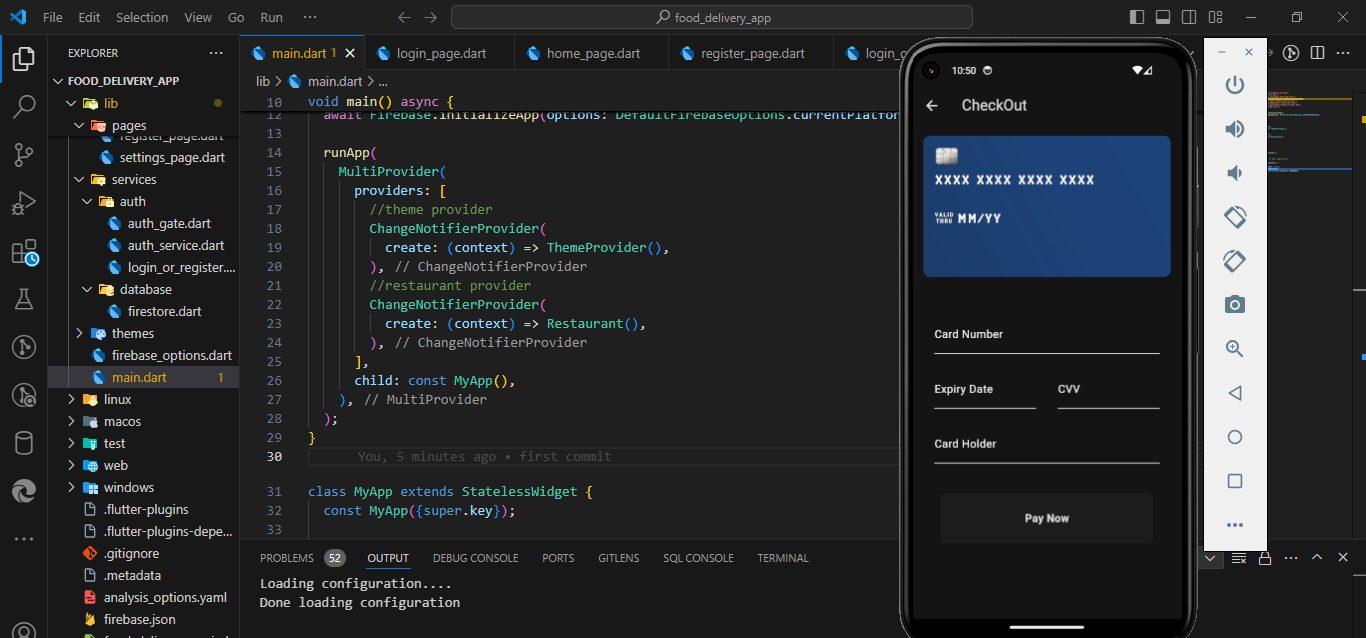 File Edit Selection View Go Run ···
food_delivery_app
EXPLORER ···
FOOD_DELIVERY_APP
lib
pages
register_page.dart
settings_page.dart
services
auth
auth_gate.dart
auth_service.dart
login_or_register....
database
firestore.dart
themes
firebase_options.dart
main.dart 1
linux
macos
test
web
windows
.flutter-plugins
.flutter-plugins-depe...
.gitignore
.metadata
analysis_options.yaml
firebase.json
main.dart 1
login_page.dart
home_page.dart
register_page.dart
lib > main.dart > ...
10 void main() async {
12 await Firebase.initializeApp(options: DefaultFirebaseOptions.currentPlatfor
13
14 runApp(
15 MultiProvider(
16 providers: [
17 //theme provider
18 ChangeNotifierProvider(
19 create: (context) => ThemeProvider(),
20 ), // ChangeNotifierProvider
21 //restaurant provider
22 ChangeNotifierProvider(
23 create: (context) => Restaurant(),
24 ), // ChangeNotifierProvider
25 ],
26 child: const MyApp(),
27 ), // MultiProvider
28 );
29 }
30 You, 5 minutes ago • first commit
31 class MyApp extends StatelessWidget {
32 const MyApp({super.key});
33
PROBLEMS 52 OUTPUT DEBUG CONSOLE PORTS GITLENS SQL CONSOLE TERMINAL
Loading configuration....
Done loading configuration
10:50
CheckOut
XXXX XXXX XXXX XXXX
VALID
THRU MM/YY
Card Number
Expiry Date CVV
Card Holder
Pay Now